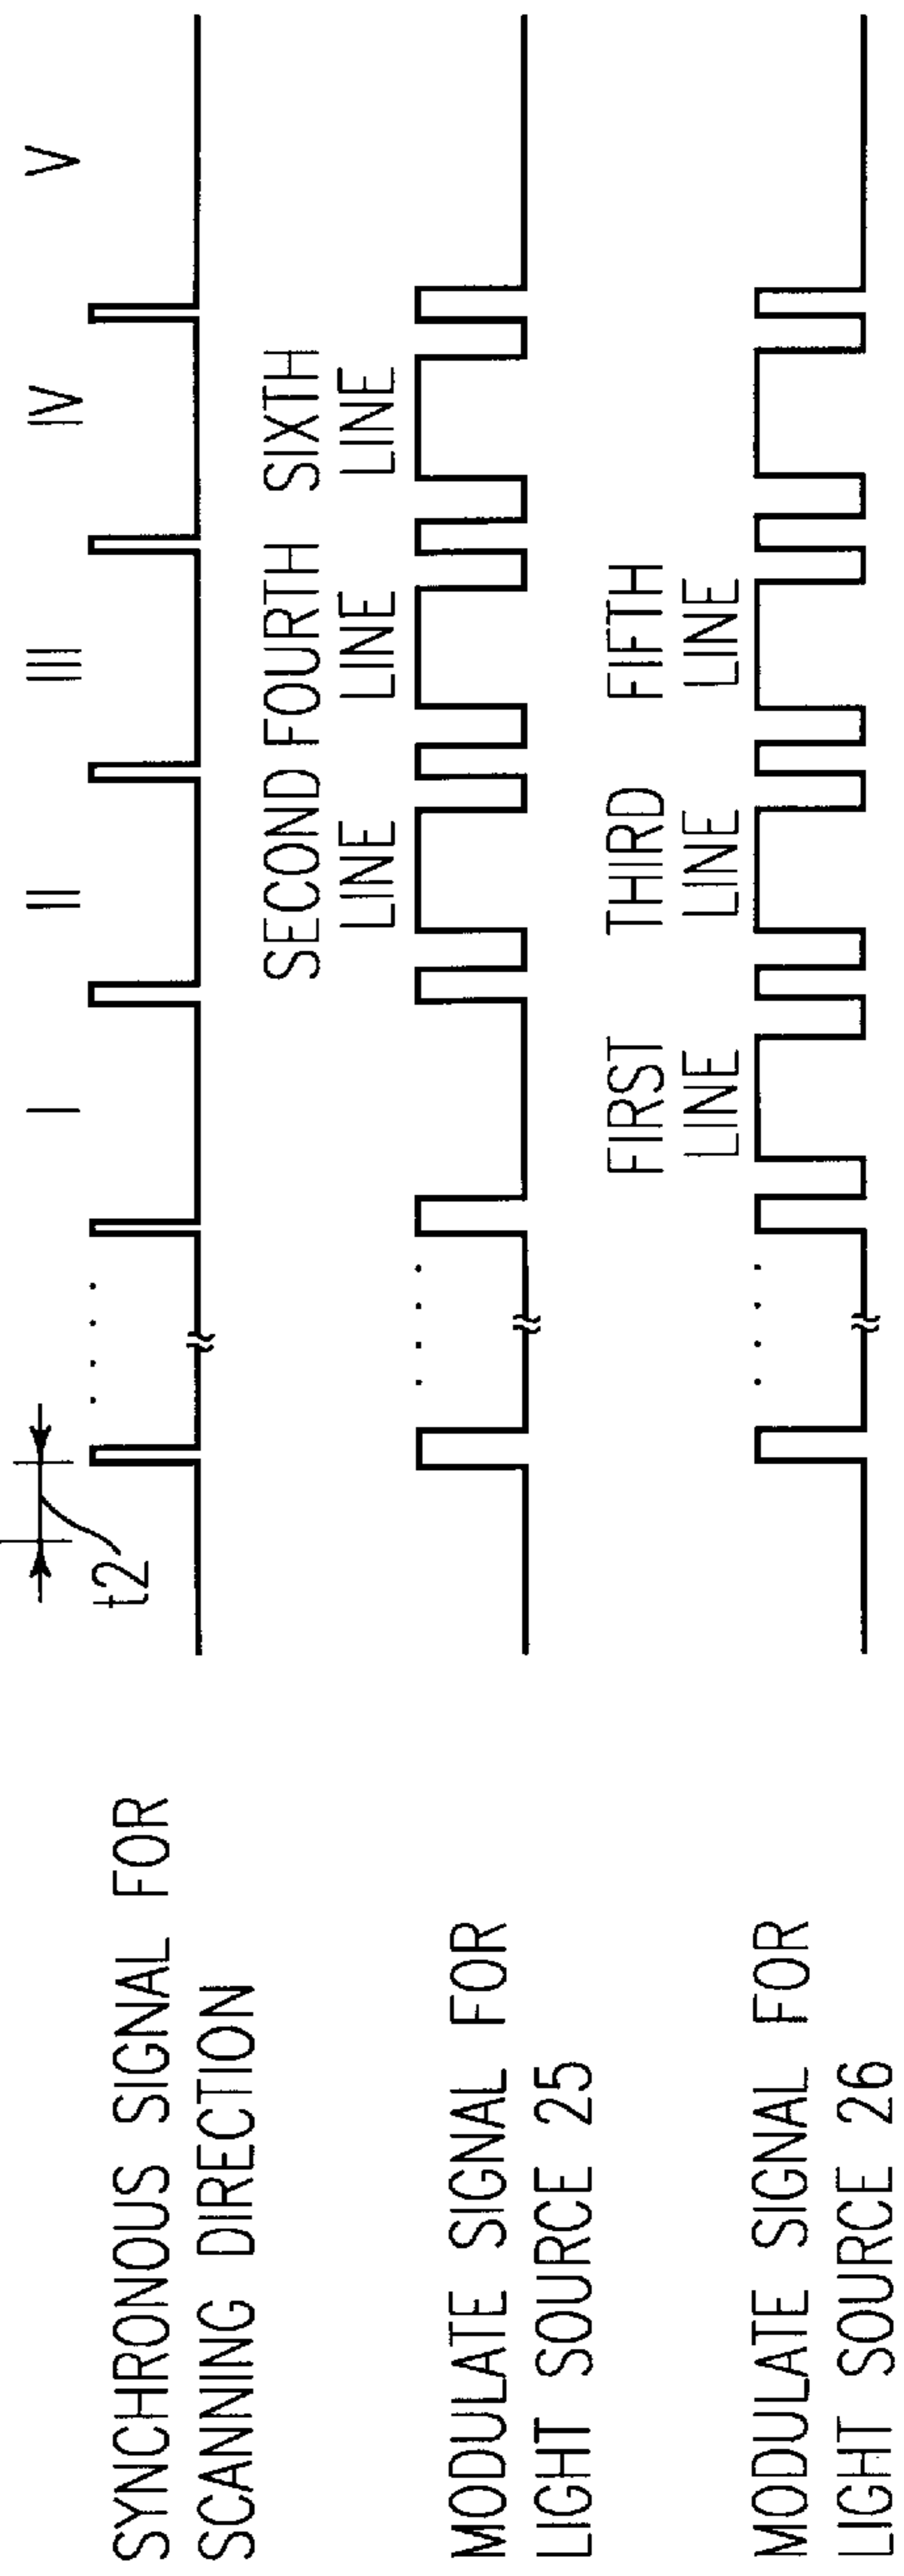 t2
I II III IV V
SYNCHRONOUS SIGNAL FOR
SCANNING DIRECTION
SECOND FOURTH SIXTH
LINE LINE LINE
MODULATE SIGNAL FOR
LIGHT SOURCE 25
FIRST THIRD FIFTH
LINE LINE LINE
MODULATE SIGNAL FOR
LIGHT SOURCE 26